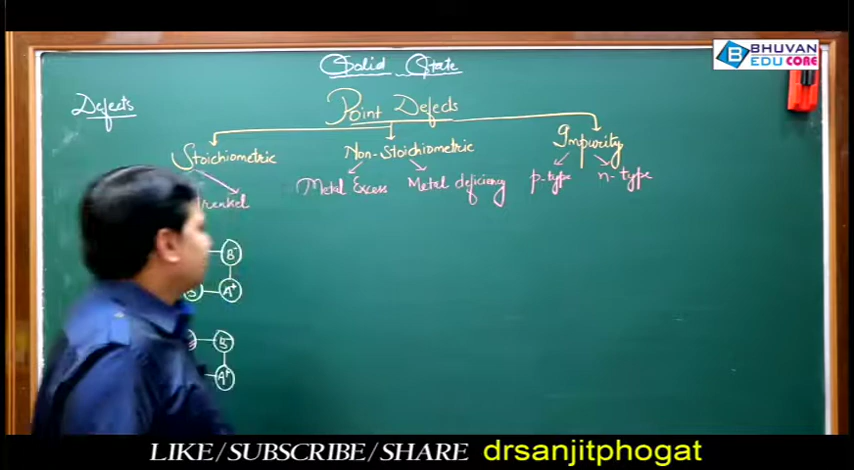 Solid State
BHUVAN
EDU CORE
Defects
Point Defects
Stoichiometric
Non-Stoichiometric
Impurity
Frenkel
Metal Excess
Metal deficiency
p-type
n-type
B⁻
A⁺
B⁻
A⁺
LIKE/SUBSCRIBE/SHARE drsanjitphogat